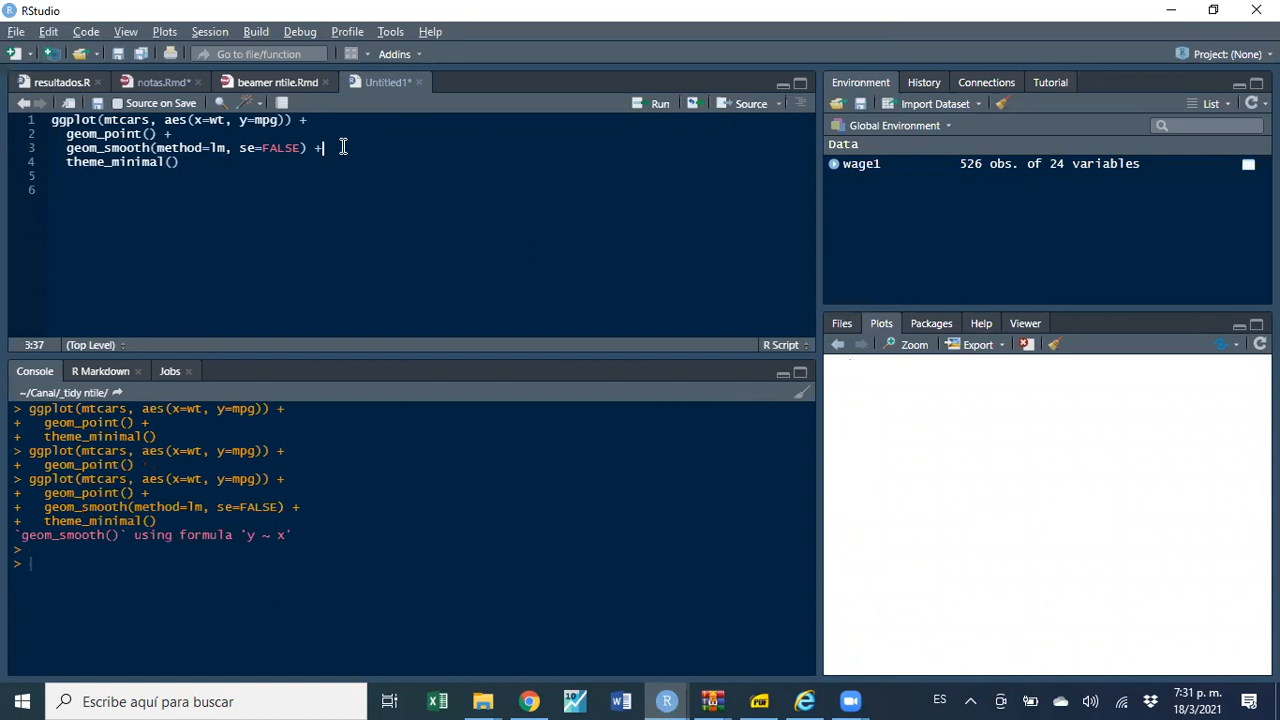 RStudio
File Edit Code View Plots Session Build Debug Profile Tools Help
Go to file/function Addins Project: (None)
resultados.R notas.Rmd* beamer ntile.Rmd Untitled1*
Source on Save Run Source
1 ggplot(mtcars, aes(x=wt, y=mpg)) +
2 geom_point() +
3 geom_smooth(method=lm, se=FALSE) +
4 theme_minimal()
5
6
3:37 (Top Level) R Script
Console R Markdown Jobs
~/Canal/_tidy ntile/
> ggplot(mtcars, aes(x=wt, y=mpg)) +
+ geom_point() +
+ theme_minimal()
> ggplot(mtcars, aes(x=wt, y=mpg)) +
+ geom_point()
> ggplot(mtcars, aes(x=wt, y=mpg)) +
+ geom_point() +
+ geom_smooth(method=lm, se=FALSE) +
+ theme_minimal()
`geom_smooth()` using formula 'y ~ x'
>
>
Environment History Connections Tutorial
Import Dataset List
Global Environment
Data
wage1 526 obs. of 24 variables
Files Plots Packages Help Viewer
Zoom Export
Escribe aquí para buscar
ES 7:31 p. m.
18/3/2021